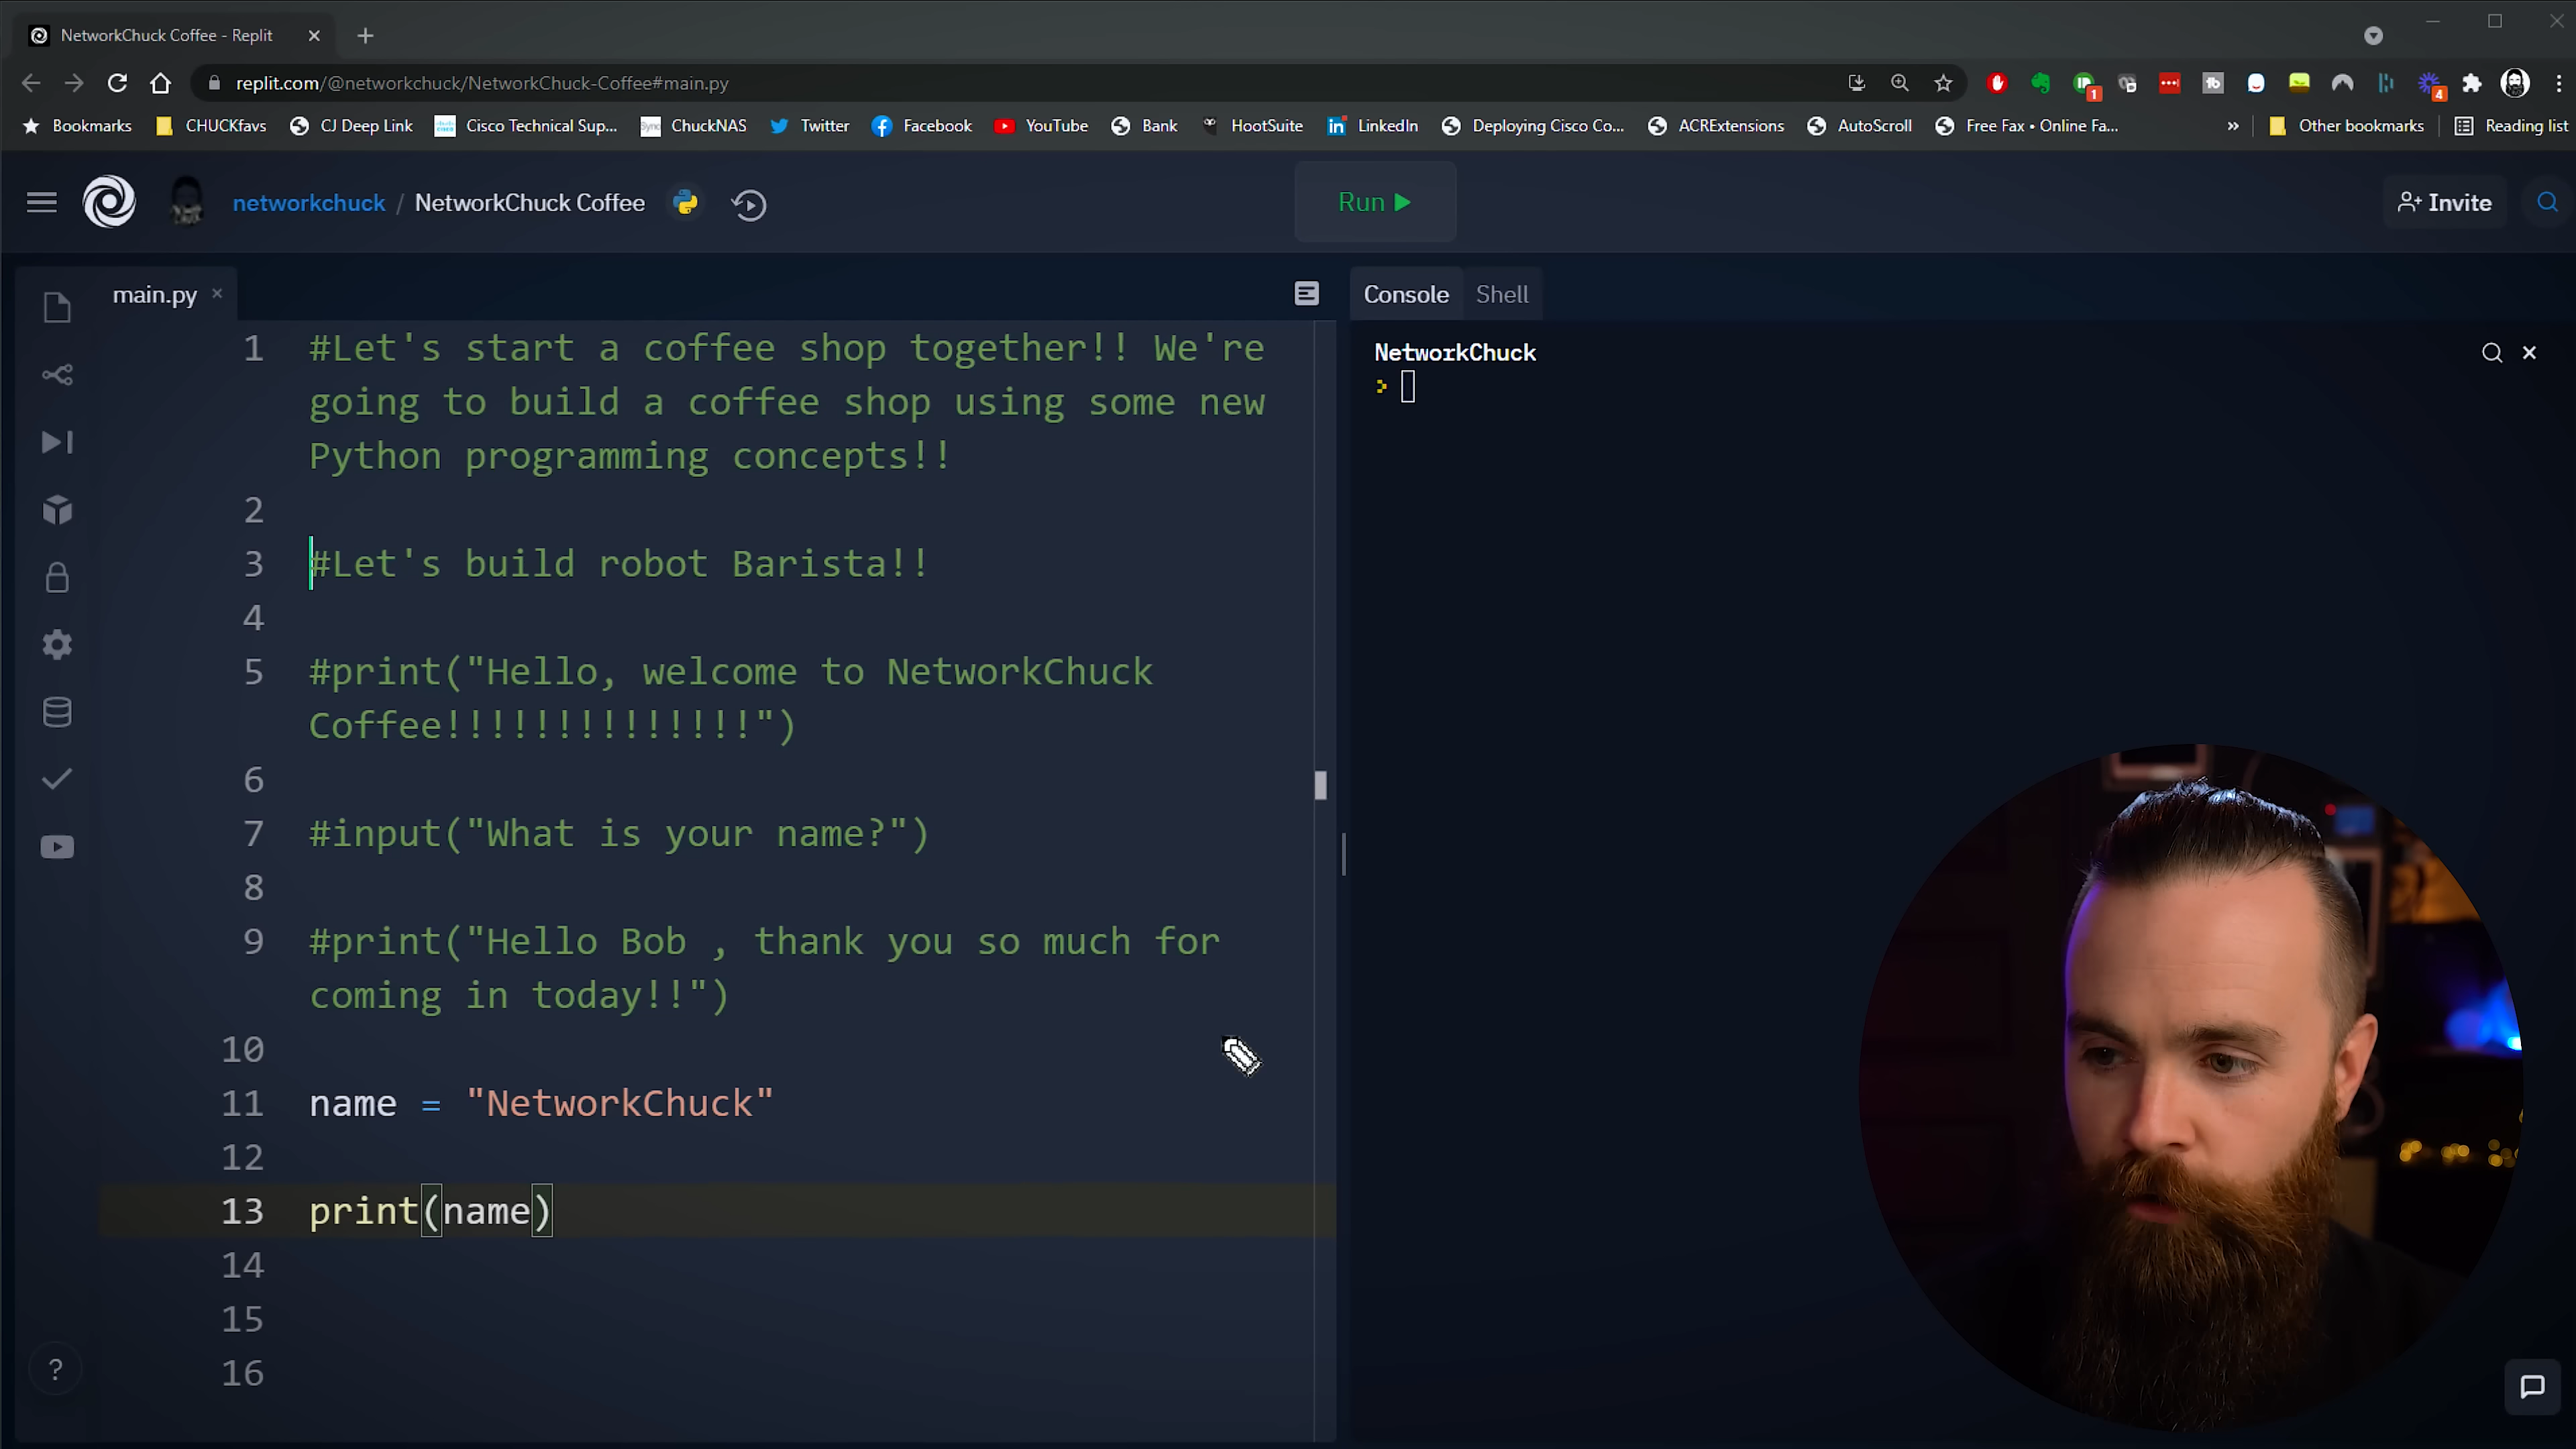 NetworkChuck Coffee - Replit
replit.com/@networkchuck/NetworkChuck-Coffee#main.py
1
4
Bookmarks CHUCKfavs CJ Deep Link Cisco Technical Sup... ChuckNAS Twitter Facebook YouTube Bank HootSuite LinkedIn Deploying Cisco Co... ACRExtensions AutoScroll Free Fax • Online Fa... » Other bookmarks Reading list
networkchuck / NetworkChuck Coffee
Run
Invite
main.py
Console Shell
1 #Let's start a coffee shop together!! We're
going to build a coffee shop using some new
Python programming concepts!!
2
3 #Let's build robot Barista!!
4
5 #print("Hello, welcome to NetworkChuck
Coffee!!!!!!!!!!!!!!")
6
7 #input("What is your name?")
8
9 #print("Hello Bob , thank you so much for
coming in today!!")
10
11 name = "NetworkChuck"
12
13 print(name)
14
15
16
NetworkChuck
>
?